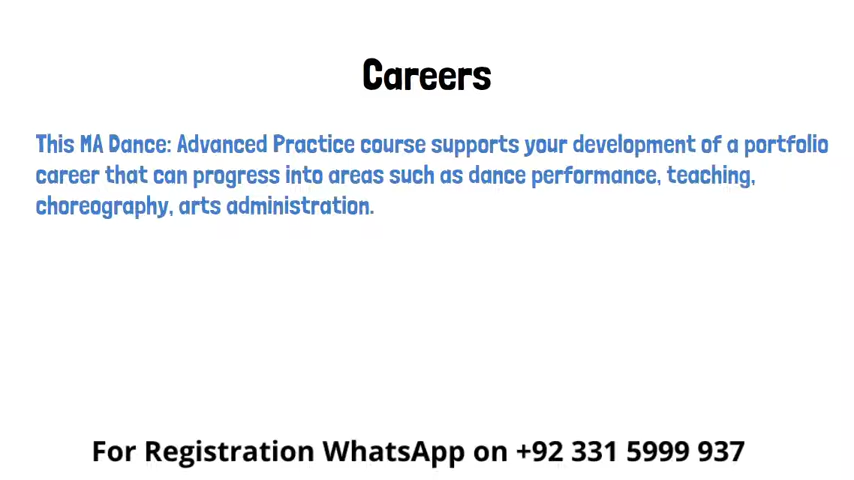 Careers
This MA Dance: Advanced Practice course supports your development of a portfolio
career that can progress into areas such as dance performance, teaching,
choreography, arts administration.
For Registration WhatsApp on +92 331 5999 937